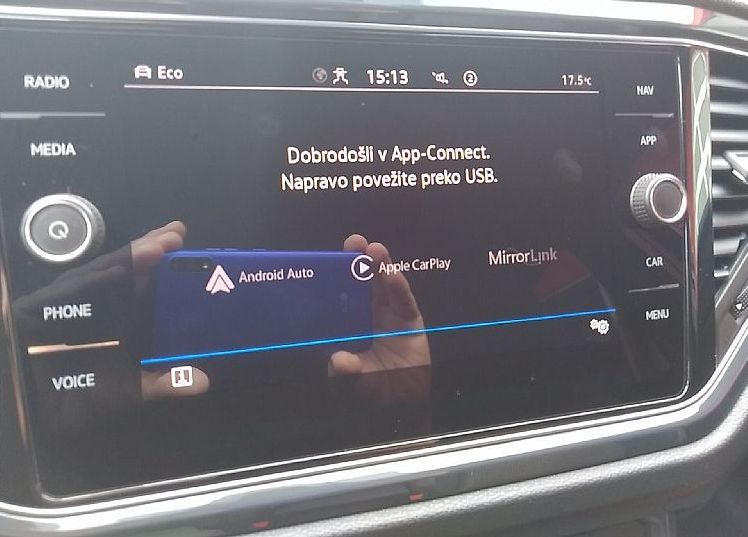 RADIO
MEDIA
PHONE
VOICE
Eco
15:13
2
17.5°C
Dobrodošli v App-Connect.
Napravo povežite preko USB.
Android Auto
Apple CarPlay
MirrorLink
NAV
APP
CAR
MENU